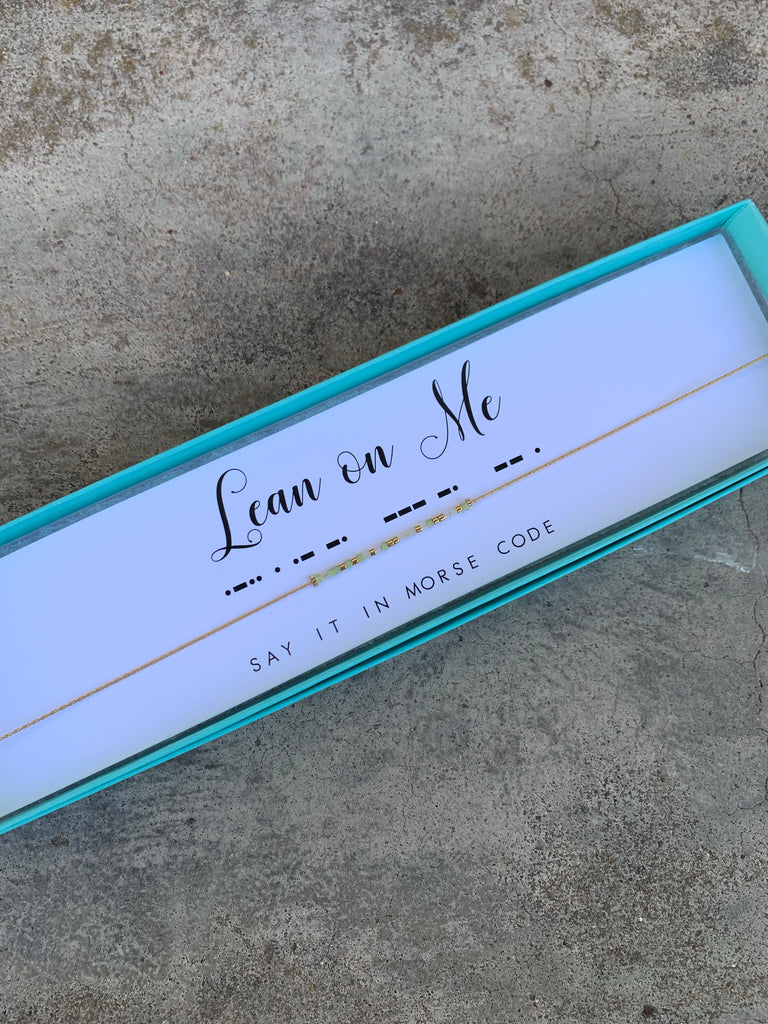 Lean on Me
.-.. . .- -. --- -. -- .
SAY IT IN MORSE CODE